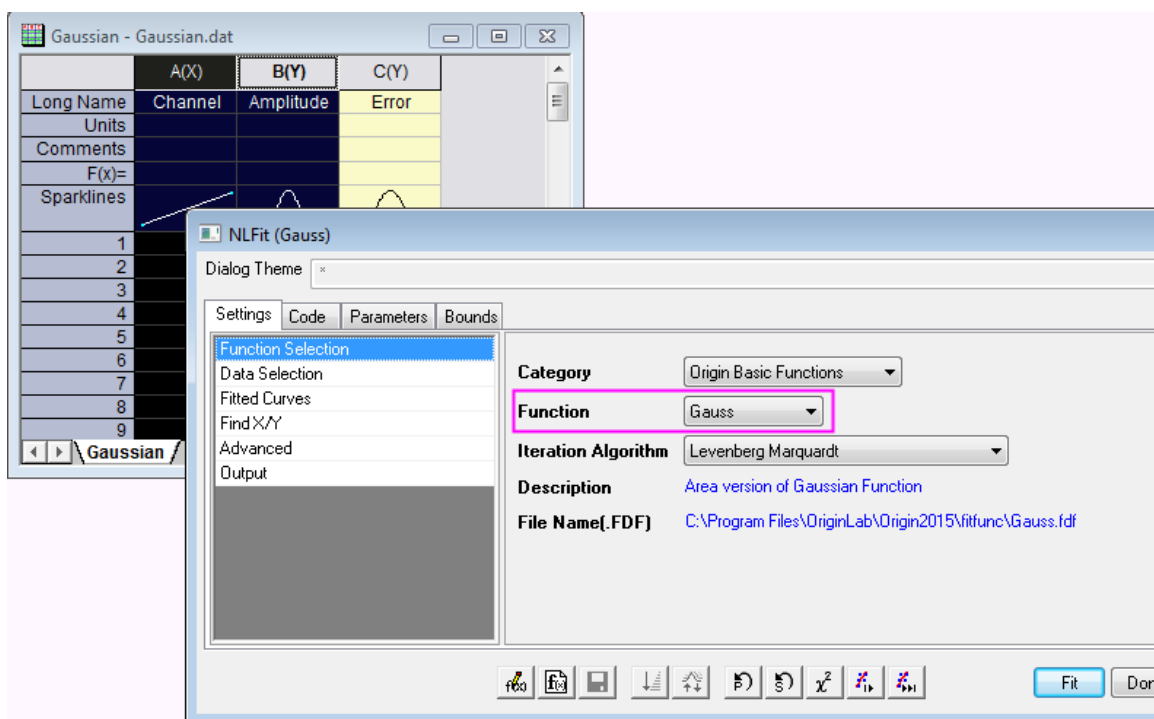 Gaussian - Gaussian.dat
A(X) B(Y) C(Y)
Long Name Channel Amplitude Error
Units
Comments
F(x)=
Sparklines
1
2
3
4
5
6
7
8
9
Gaussian
NLFit (Gauss)
Dialog Theme *
Settings Code Parameters Bounds
Function Selection
Data Selection
Fitted Curves
Find X/Y
Advanced
Output
Category Origin Basic Functions
Function Gauss
Iteration Algorithm Levenberg Marquardt
Description Area version of Gaussian Function
File Name(.FDF) C:\Program Files\OriginLab\Origin2015\fitfunc\Gauss.fdf
Fit Don